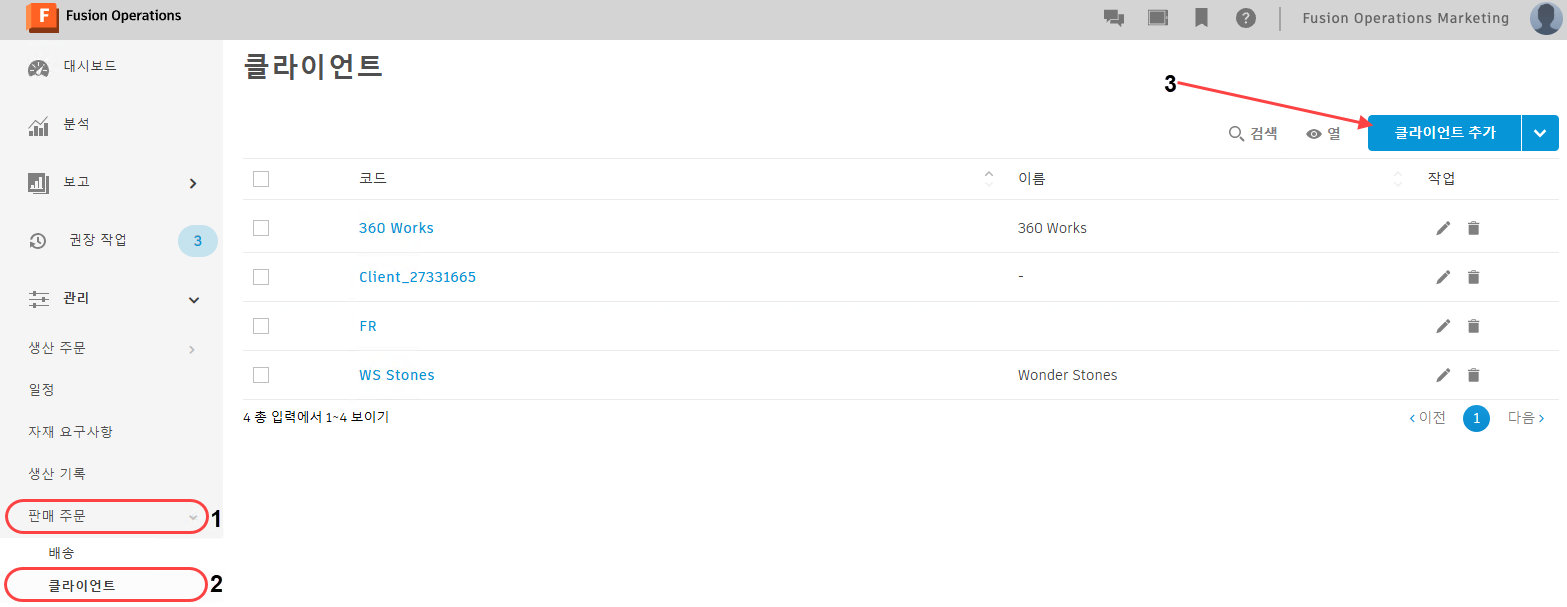 F Fusion Operations
? Fusion Operations Marketing
대시보드
분석
보고
권장 작업 3
관리
생산 주문
일정
자재 요구사항
생산 기록
판매 주문 1
배송
클라이언트 2
클라이언트
3
검색 열 클라이언트 추가
코드 이름 작업
360 Works 360 Works
Client_27331665 -
FR
WS Stones Wonder Stones
4 총 입력에서 1~4 보이기
이전 1 다음